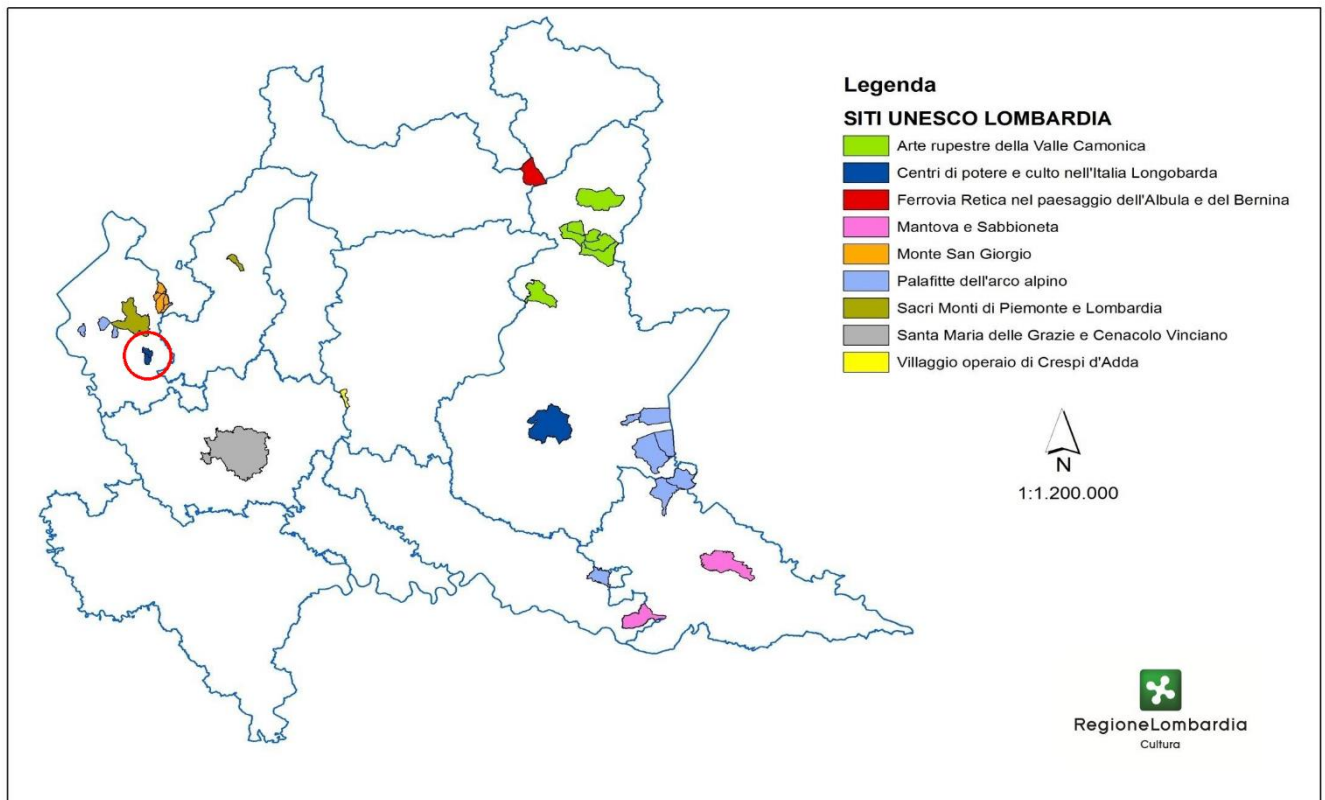 Legenda
SITI UNESCO LOMBARDIA
Arte rupestre della Valle Camonica
Centri di potere e culto nell'Italia Longobarda
Ferrovia Retica nel paesaggio dell'Albula e del Bernina
Mantova e Sabbioneta
Monte San Giorgio
Palafitte dell'arco alpino
Sacri Monti di Piemonte e Lombardia
Santa Maria delle Grazie e Cenacolo Vinciano
Villaggio operaio di Crespi d'Adda
N
1:1.200.000
RegioneLombardia
Cultura